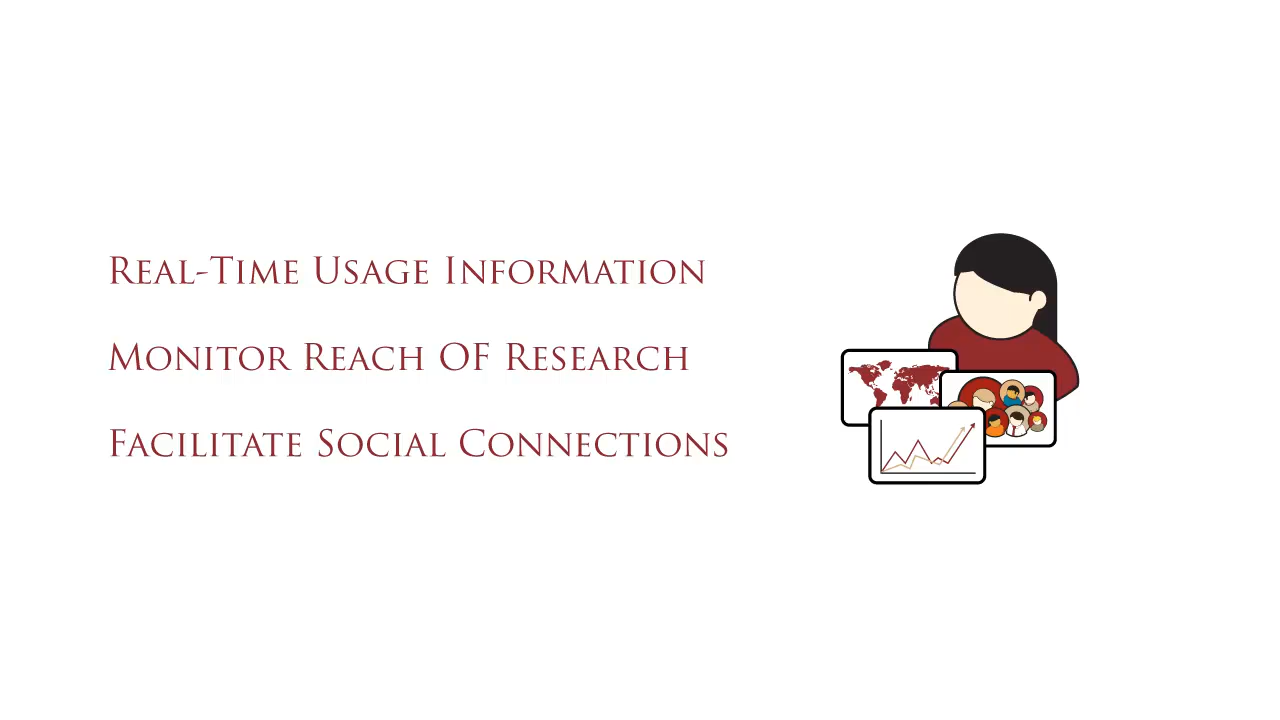 Real-Time Usage Information
Monitor Reach OF Research
Facilitate Social Connections